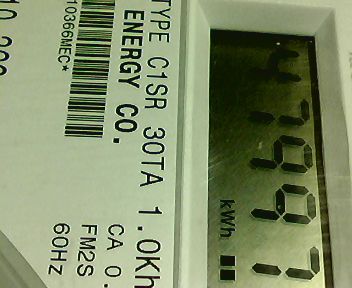 TYPE C1SR 30TA 1.0Kh
ENERGY CO.
CA 0.
FM2S
60HZ
10366MEC*
kWh